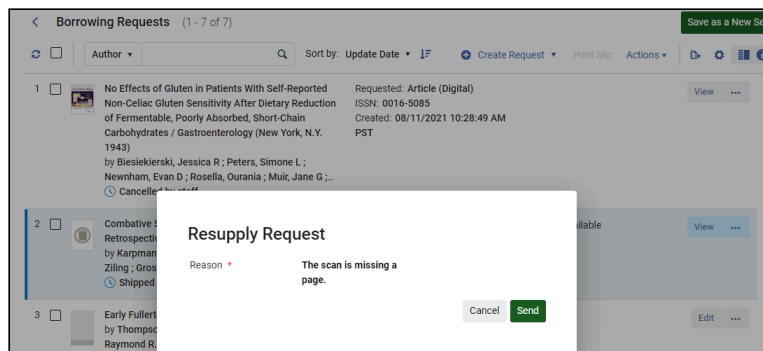 Borrowing Requests (1 - 7 of 7)
Save as a New Se
Author
Sort by: Update Date
Create Request
Print Slip
Actions
1
No Effects of Gluten in Patients With Self-Reported
Non-Celiac Gluten Sensitivity After Dietary Reduction
of Fermentable, Poorly Absorbed, Short-Chain
Carbohydrates / Gastroenterology (New York, N.Y.
1943)
by Biesiekierski, Jessica R ; Peters, Simone L ;
Newnham, Evan D ; Rosella, Ourania ; Muir, Jane G ;...
Cancelled by staff
Requested: Article (Digital)
ISSN: 0016-5085
Created: 08/11/2021 10:28:49 AM
PST
View
2
Combative S
Retrospectiv
by Karpman
Ziling ; Gros
Shipped
ailable
View
Resupply Request
Reason *
The scan is missing a
page.
Cancel
Send
3
Early Fullert
by Thompso
Raymond R.
Edit